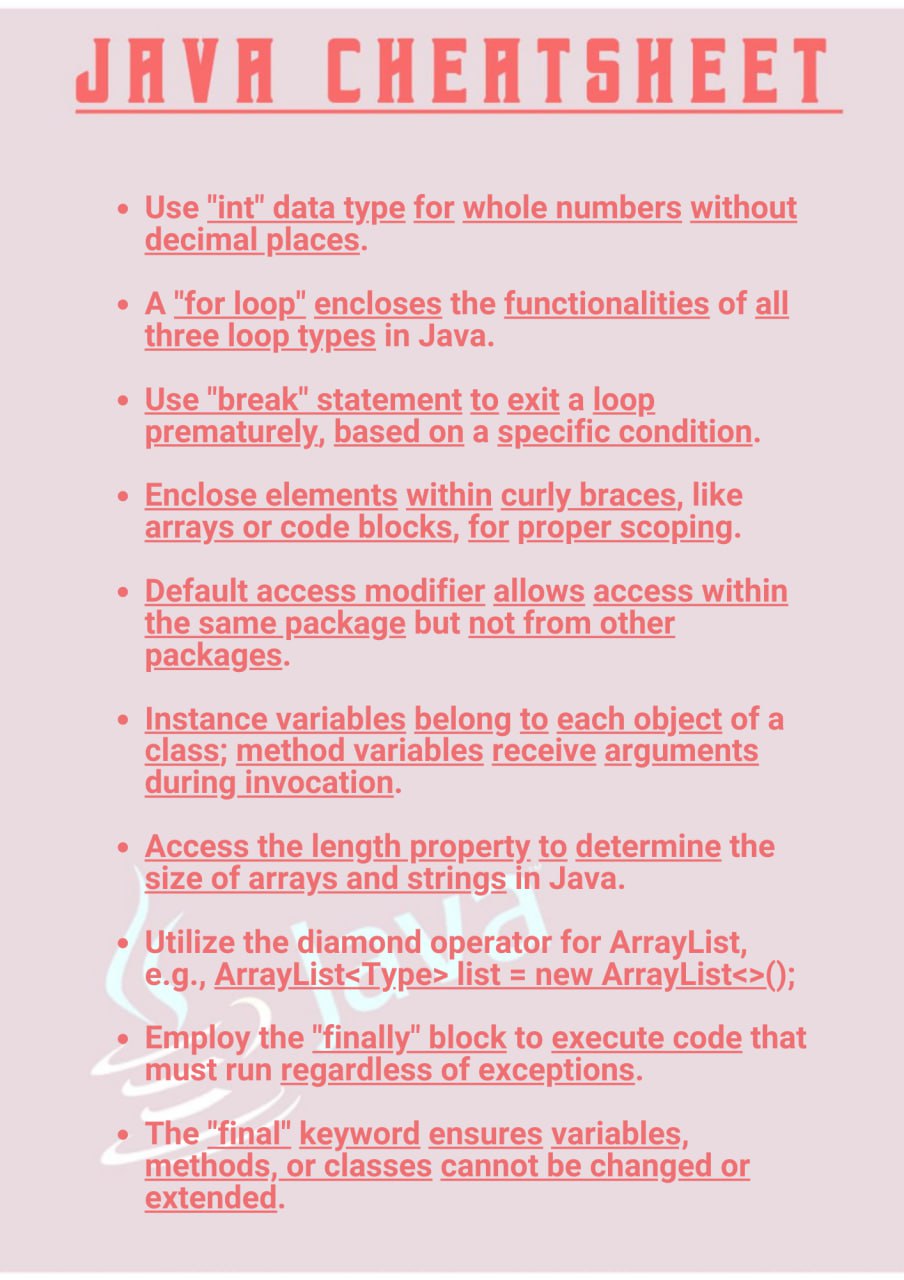 JAVA CHEATSHEET
• Use "int" data type for whole numbers without
decimal places.
• A "for loop" encloses the functionalities of all
three loop types in Java.
• Use "break" statement to exit a loop
prematurely, based on a specific condition.
• Enclose elements within curly braces, like
arrays or code blocks, for proper scoping.
• Default access modifier allows access within
the same package but not from other
packages.
• Instance variables belong to each object of a
class; method variables receive arguments
during invocation.
• Access the length property to determine the
size of arrays and strings in Java.
• Utilize the diamond operator for ArrayList,
e.g., ArrayList<Type> list = new ArrayList<>();
• Employ the "finally" block to execute code that
must run regardless of exceptions.
• The "final" keyword ensures variables,
methods, or classes cannot be changed or
extended.
Java